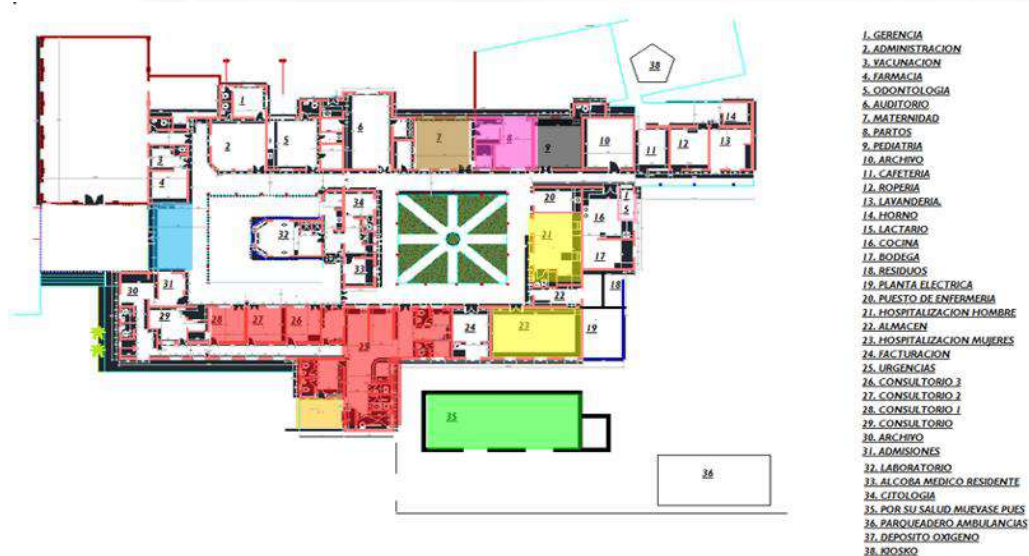 1. GERENCIA
2. ADMINISTRACION
3. VACUNACION
4. FARMACIA
5. ODONTOLOGIA
6. AUDITORIO
7. MATERNIDAD
8. PARTOS
9. PEDIATRIA
10. ARCHIVO
11. CAFETERIA
12. ROPERIA
13. LAVANDERIA.
14. HORNO
15. LACTARIO
16. COCINA
17. BODEGA
18. RESIDUOS
19. PLANTA ELECTRICA
20. PUESTO DE ENFERMERIA
21. HOSPITALIZACION HOMBRE
22. ALMACEN
23. HOSPITALIZACION MUJERES
24. FACTURACION
25. URGENCIAS
26. CONSULTORIO 3
27. CONSULTORIO 2
28. CONSULTORIO 1
29. CONSULTORIO
30. ARCHIVO
31. ADMISIONES
32. LABORATORIO
33. ALCOBA MEDICO RESIDENTE
34. CITOLOGIA
35. POR SU SALUD MUEVASE PUES
36. PARQUEADERO AMBULANCIAS
37. DEPOSITO OXIGENO
38. KIOSKO
38
1
2
5
6
7
8
9
10
11
12
13
14
3
4
34
32
33
20
21
16
1
5
17
18
22
19
30
31
29
28
27
26
25
24
23
35
36